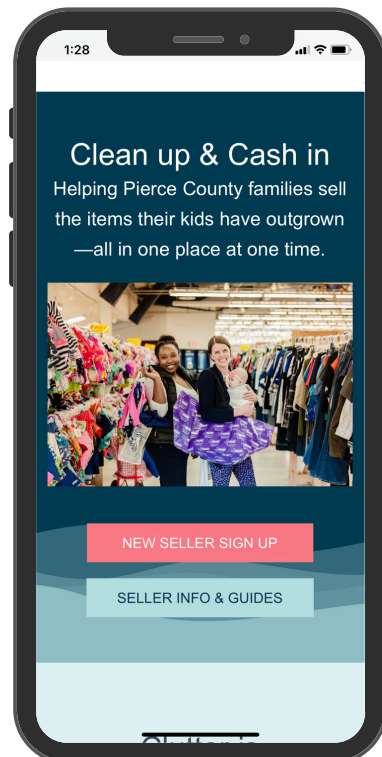 1:28
Clean up & Cash in
Helping Pierce County families sell
the items their kids have outgrown
—all in one place at one time.
NEW SELLER SIGN UP
SELLER INFO & GUIDES